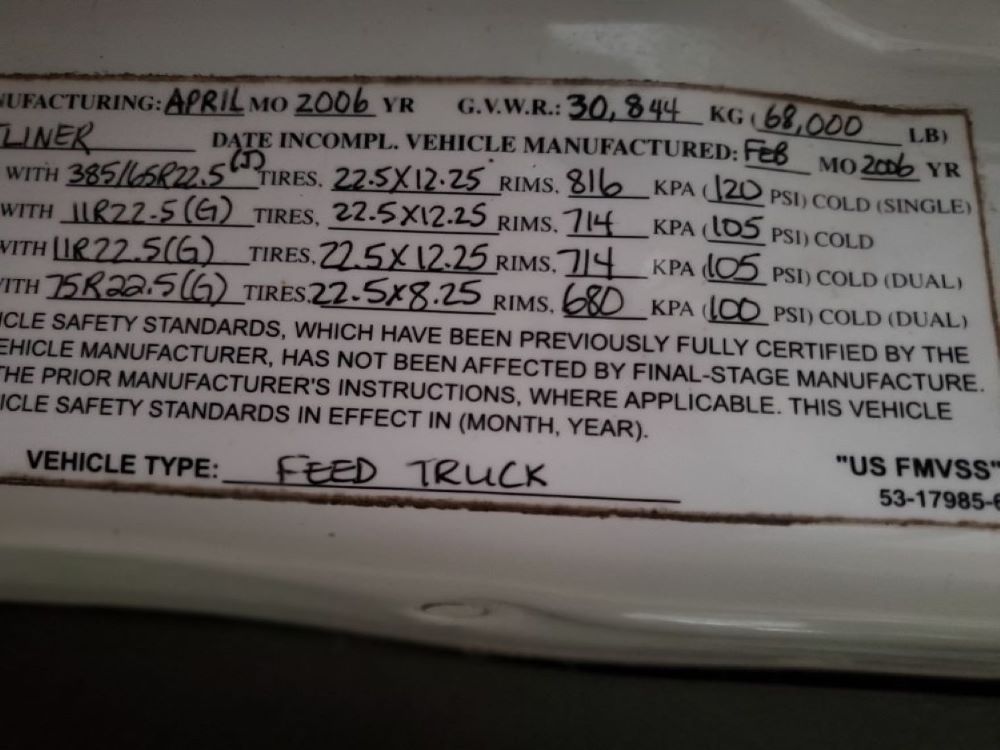 UFACTURING: APRIL MO 2006 YR G.V.W.R.: 30,844 KG (68,000 LB)
LINER DATE INCOMPL. VEHICLE MANUFACTURED: FEB MO 2006 YR
WITH 385/65R22.5 (J) TIRES, 22.5X12.25 RIMS, 816 KPA (120 PSI) COLD (SINGLE)
WITH 11R22.5(G) TIRES, 22.5X12.25 RIMS, 714 KPA (105 PSI) COLD
WITH 11R22.5(G) TIRES, 22.5X12.25 RIMS, 714 KPA (105 PSI) COLD (DUAL)
ITH 75R22.5(G) TIRES, 22.5X8.25 RIMS, 680 KPA (100 PSI) COLD (DUAL)
ICLE SAFETY STANDARDS, WHICH HAVE BEEN PREVIOUSLY FULLY CERTIFIED BY THE
EHICLE MANUFACTURER, HAS NOT BEEN AFFECTED BY FINAL-STAGE MANUFACTURE.
THE PRIOR MANUFACTURER'S INSTRUCTIONS, WHERE APPLICABLE. THIS VEHICLE
ICLE SAFETY STANDARDS IN EFFECT IN (MONTH, YEAR).
VEHICLE TYPE: FEED TRUCK "US FMVSS"
53-17985-6